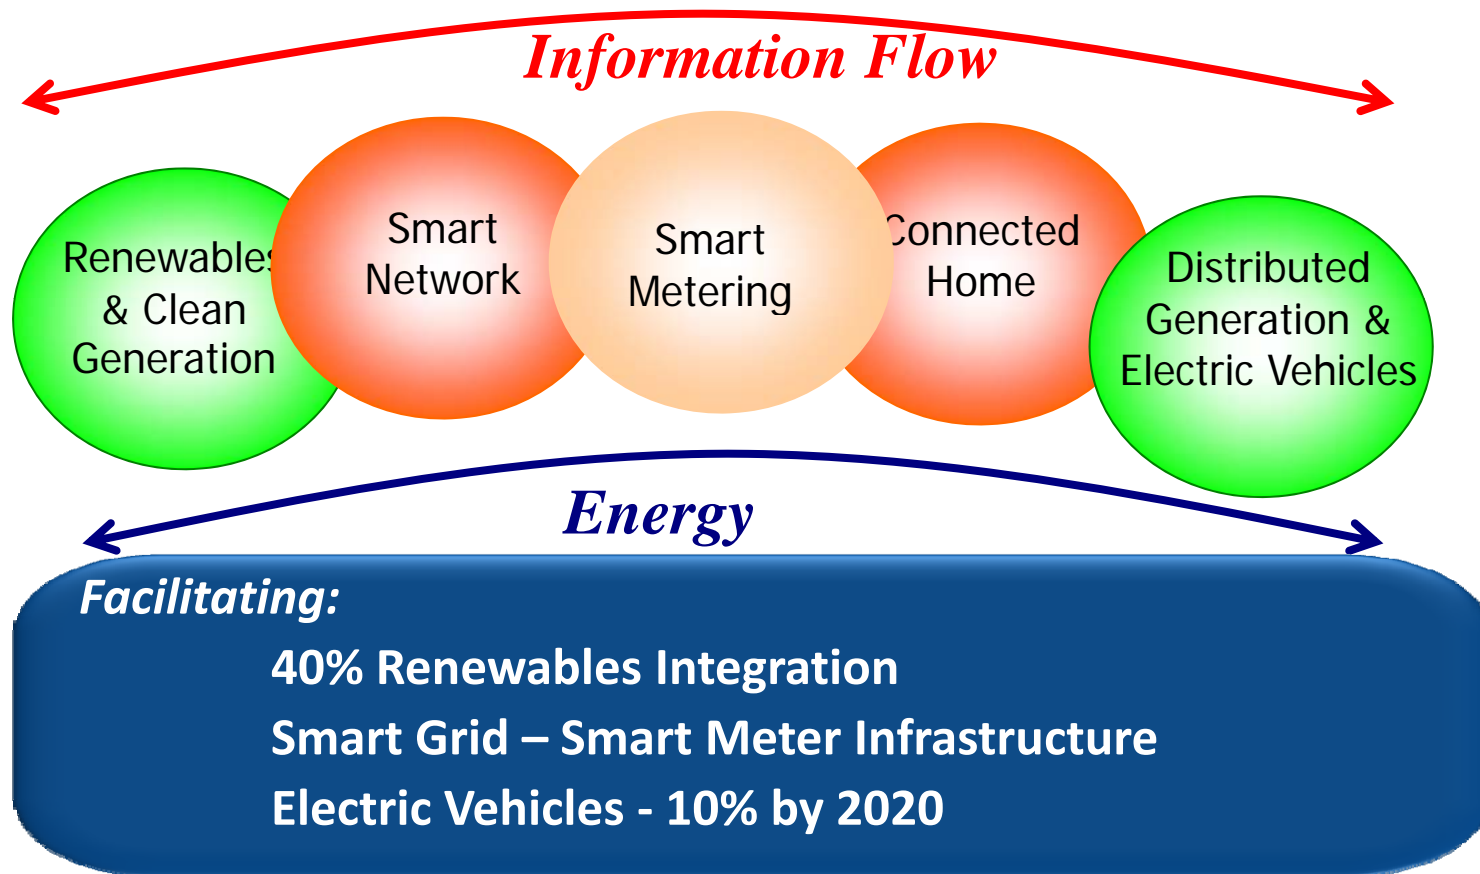 Information Flow
Renewables
& Clean
Generation
Smart
Network
Smart
Metering
Connected
Home
Distributed
Generation &
Electric Vehicles
Energy
Facilitating:
40% Renewables Integration
Smart Grid – Smart Meter Infrastructure
Electric Vehicles - 10% by 2020